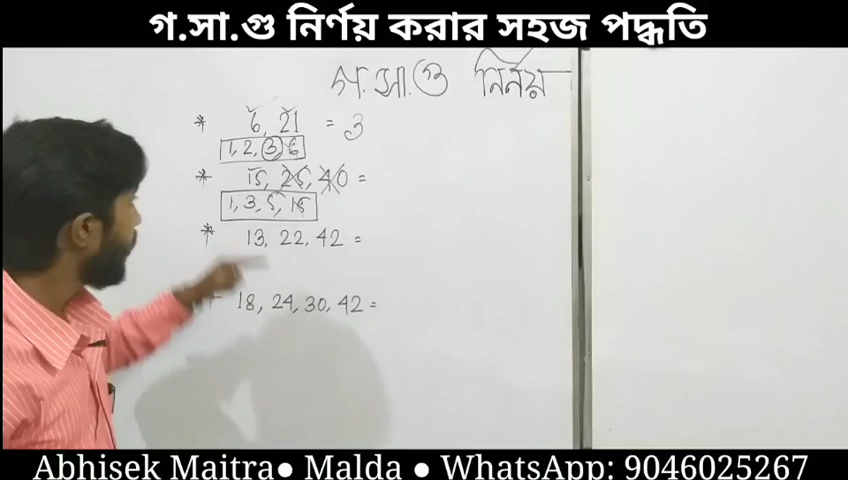 গ.সা.গু নির্ণয় করার সহজ পদ্ধতি
গ.সা.গু নির্নয়
* 6, 21 = 3
1, 2, 3, 6
* 15, 25, 40 =
1, 3, 5, 15
* 13, 22, 42 =
* 18, 24, 30, 42 =
Abhisek Maitra● Malda ● WhatsApp: 9046025267